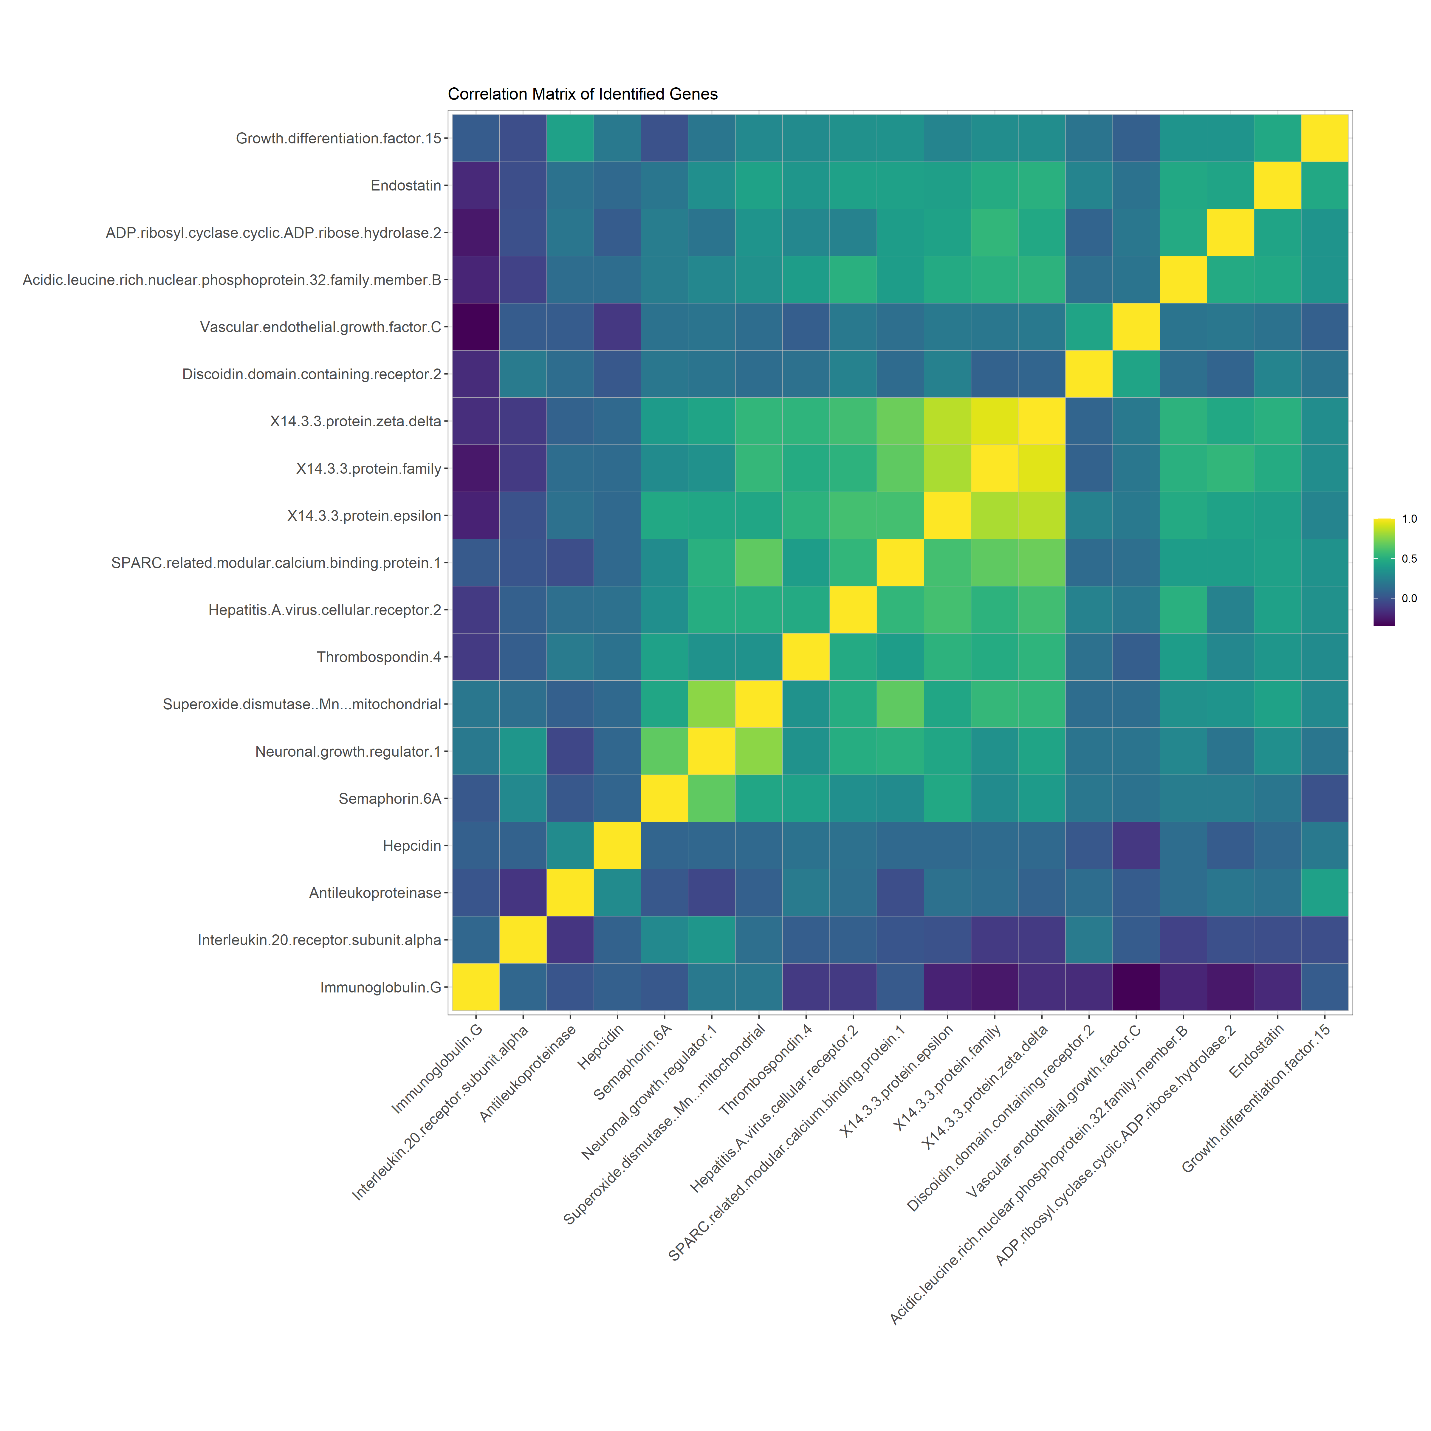 Correlation Matrix of Identified Genes
Growth.differentiation.factor.15
Endostatin
ADP.ribosyl.cyclase.cyclic.ADP.ribose.hydrolase.2
Acidic.leucine.rich.nuclear.phosphoprotein.32.family.member.B
Vascular.endothelial.growth.factor.C
Discoidin.domain.containing.receptor.2
X14.3.3.protein.zeta.delta
X14.3.3.protein.family
X14.3.3.protein.epsilon
SPARC.related.modular.calcium.binding.protein.1
Hepatitis.A.virus.cellular.receptor.2
Thrombospondin.4
Superoxide.dismutase..Mn...mitochondrial
Neuronal.growth.regulator.1
Semaphorin.6A
Hepcidin
Antileukoproteinase
Interleukin.20.receptor.subunit.alpha
Immunoglobulin.G
Immunoglobulin.G
Interleukin.20.receptor.subunit.alpha
Antileukoproteinase
Hepcidin
Semaphorin.6A
Neuronal.growth.regulator.1
Superoxide.dismutase..Mn...mitochondrial
Thrombospondin.4
Hepatitis.A.virus.cellular.receptor.2
SPARC.related.modular.calcium.binding.protein.1
X14.3.3.protein.epsilon
X14.3.3.protein.family
X14.3.3.protein.zeta.delta
Discoidin.domain.containing.receptor.2
Vascular.endothelial.growth.factor.C
Acidic.leucine.rich.nuclear.phosphoprotein.32.family.member.B
ADP.ribosyl.cyclase.cyclic.ADP.ribose.hydrolase.2
Endostatin
Growth.differentiation.factor.15
1.0
0.5
0.0